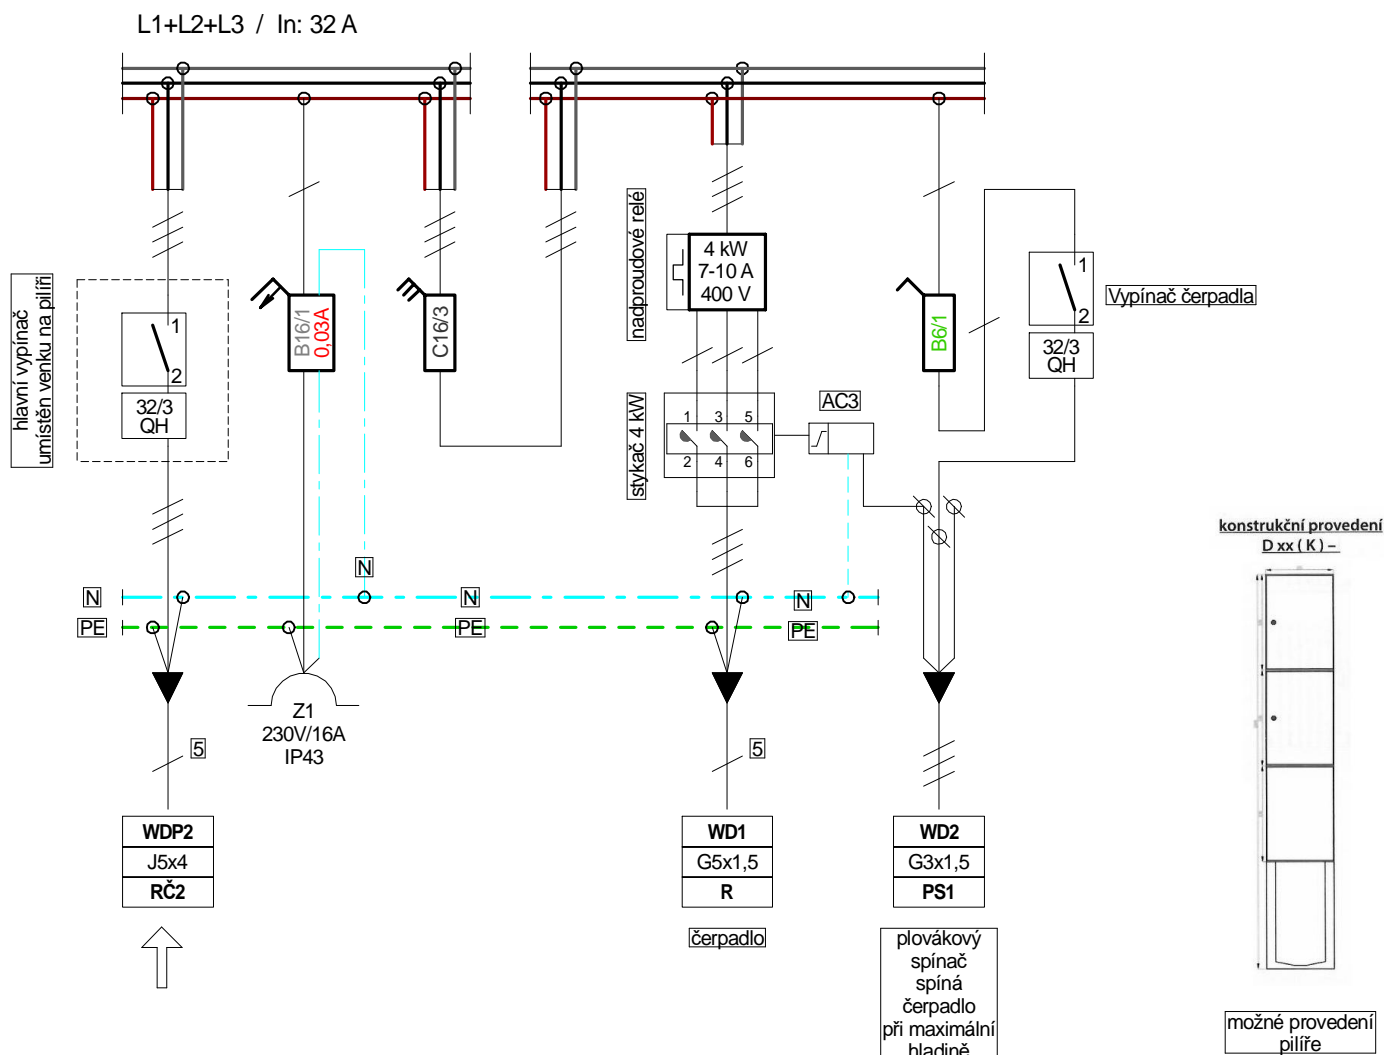 L1+L2+L3 / In: 32 A
hlavní vypínač
umístěn venku na pilíři
1
2
32/3
QH
B16/1
0,03A
C16/3
nadproudové relé
4 kW
7-10 A
400 V
stykač 4 kW
1 3 5
2 4 6
AC3
B6/1
1
2
32/3
QH
Vypínač čerpadla
N
N
N
N
PE
PE
PE
Z1
230V/16A
IP43
5
5
WDP2
J5x4
RČ2
WD1
G5x1,5
R
čerpadlo
WD2
G3x1,5
PS1
plovákový
spínač
spíná
čerpadlo
při maximální
hladině
konstrukční provedení
D xx ( K ) –
možné provedení
pilíře